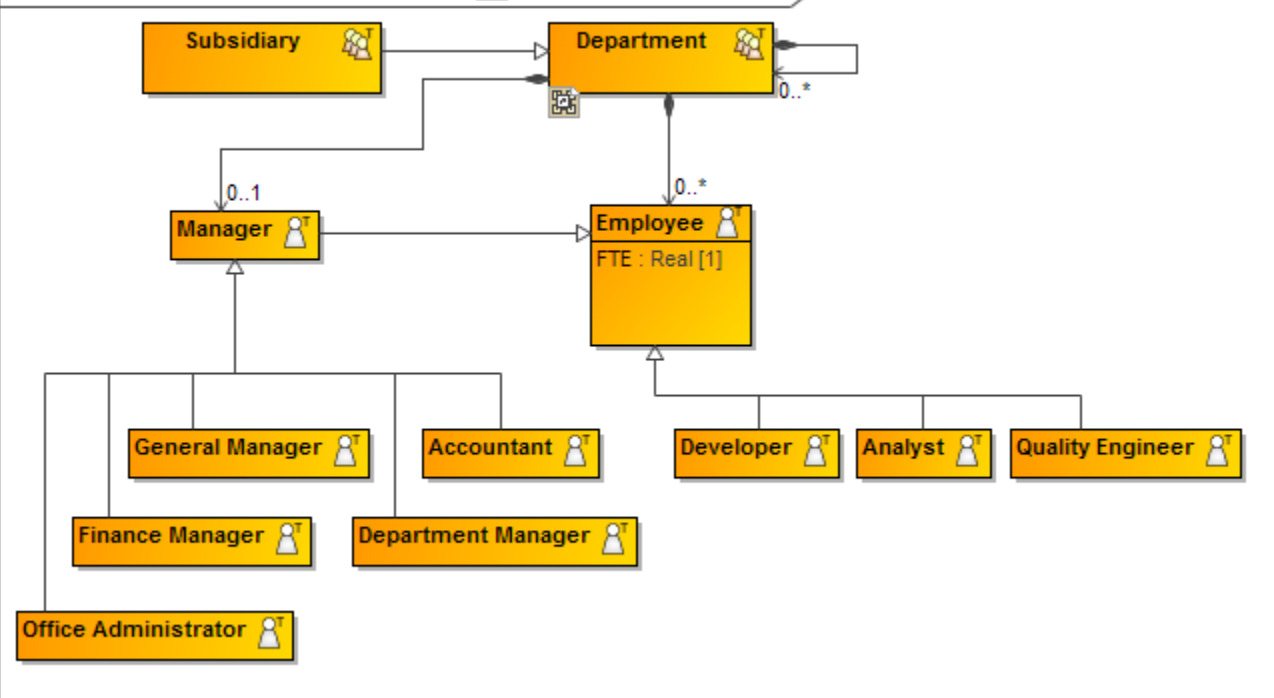 Subsidiary
Department
0..*
0..1
0..*
Manager
Employee
FTE : Real [1]
General Manager
Accountant
Developer
Analyst
Quality Engineer
Finance Manager
Department Manager
Office Administrator